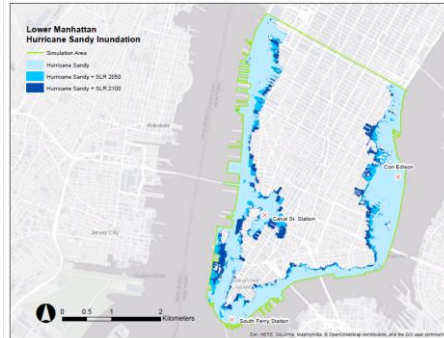 Lower Manhattan
Hurricane Sandy Inundation
Simulation Area
Hurricane Sandy
Hurricane Sandy + SLR 2050
Hurricane Sandy + SLR 2100
Hoboken
Con Edison
Canal St. Station
Jersey City
South Ferry Station
0 0.5 1 2
Kilometers